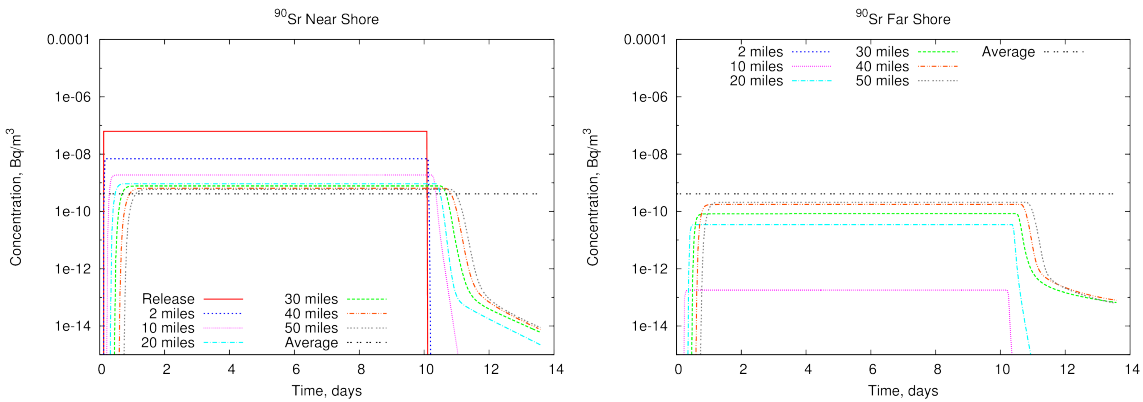 ⁹⁰Sr Near Shore
0.0001
1e-06
1e-08
1e-10
1e-12
1e-14
Concentration, Bq/m³
Release
2 miles
10 miles
20 miles
30 miles
40 miles
50 miles
Average
0 2 4 6 8 10 12 14
Time, days
⁹⁰Sr Far Shore
0.0001
1e-06
1e-08
1e-10
1e-12
1e-14
Concentration, Bq/m³
2 miles
10 miles
20 miles
30 miles
40 miles
50 miles
Average
0 2 4 6 8 10 12 14
Time, days